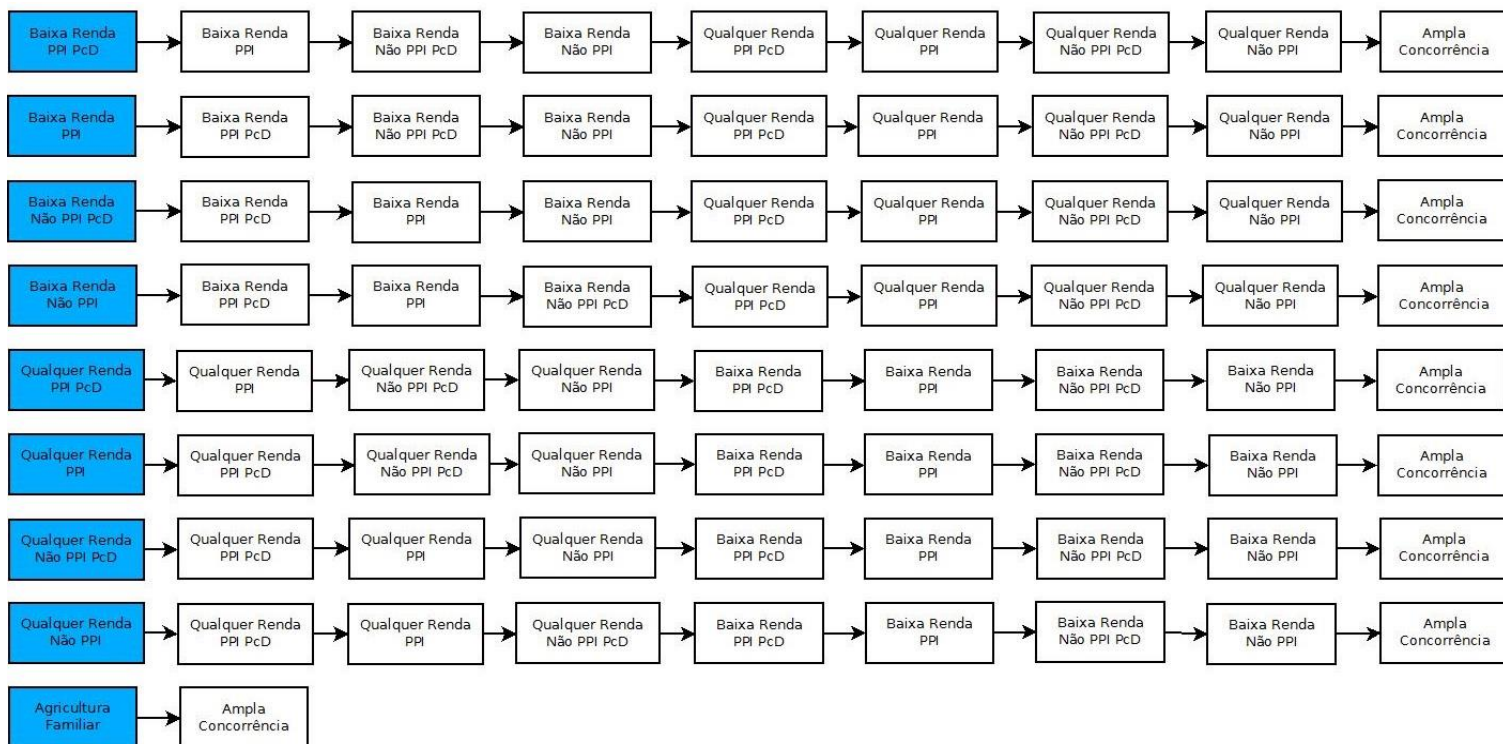 Baixa Renda
PPI PcD
Baixa Renda
PPI
Baixa Renda
Não PPI PcD
Baixa Renda
Não PPI
Qualquer Renda
PPI PcD
Qualquer Renda
PPI
Qualquer Renda
Não PPI PcD
Qualquer Renda
Não PPI
Ampla
Concorrência
Baixa Renda
PPI
Baixa Renda
PPI PcD
Baixa Renda
Não PPI PcD
Baixa Renda
Não PPI
Qualquer Renda
PPI PcD
Qualquer Renda
PPI
Qualquer Renda
Não PPI PcD
Qualquer Renda
Não PPI
Ampla
Concorrência
Baixa Renda
Não PPI PcD
Baixa Renda
PPI PcD
Baixa Renda
PPI
Baixa Renda
Não PPI
Qualquer Renda
PPI PcD
Qualquer Renda
PPI
Qualquer Renda
Não PPI PcD
Qualquer Renda
Não PPI
Ampla
Concorrência
Baixa Renda
Não PPI
Baixa Renda
PPI PcD
Baixa Renda
PPI
Baixa Renda
Não PPI PcD
Qualquer Renda
PPI PcD
Qualquer Renda
PPI
Qualquer Renda
Não PPI PcD
Qualquer Renda
Não PPI
Ampla
Concorrência
Qualquer Renda
PPI PcD
Qualquer Renda
PPI
Qualquer Renda
Não PPI PcD
Qualquer Renda
Não PPI
Baixa Renda
PPI PcD
Baixa Renda
PPI
Baixa Renda
Não PPI PcD
Baixa Renda
Não PPI
Ampla
Concorrência
Qualquer Renda
PPI
Qualquer Renda
PPI PcD
Qualquer Renda
Não PPI PcD
Qualquer Renda
Não PPI
Baixa Renda
PPI PcD
Baixa Renda
PPI
Baixa Renda
Não PPI PcD
Baixa Renda
Não PPI
Ampla
Concorrência
Qualquer Renda
Não PPI PcD
Qualquer Renda
PPI PcD
Qualquer Renda
PPI
Qualquer Renda
Não PPI
Baixa Renda
PPI PcD
Baixa Renda
PPI
Baixa Renda
Não PPI PcD
Baixa Renda
Não PPI
Ampla
Concorrência
Qualquer Renda
Não PPI
Qualquer Renda
PPI PcD
Qualquer Renda
PPI
Qualquer Renda
Não PPI PcD
Baixa Renda
PPI PcD
Baixa Renda
PPI
Baixa Renda
Não PPI PcD
Baixa Renda
Não PPI
Ampla
Concorrência
Agricultura
Familiar
Ampla
Concorrência